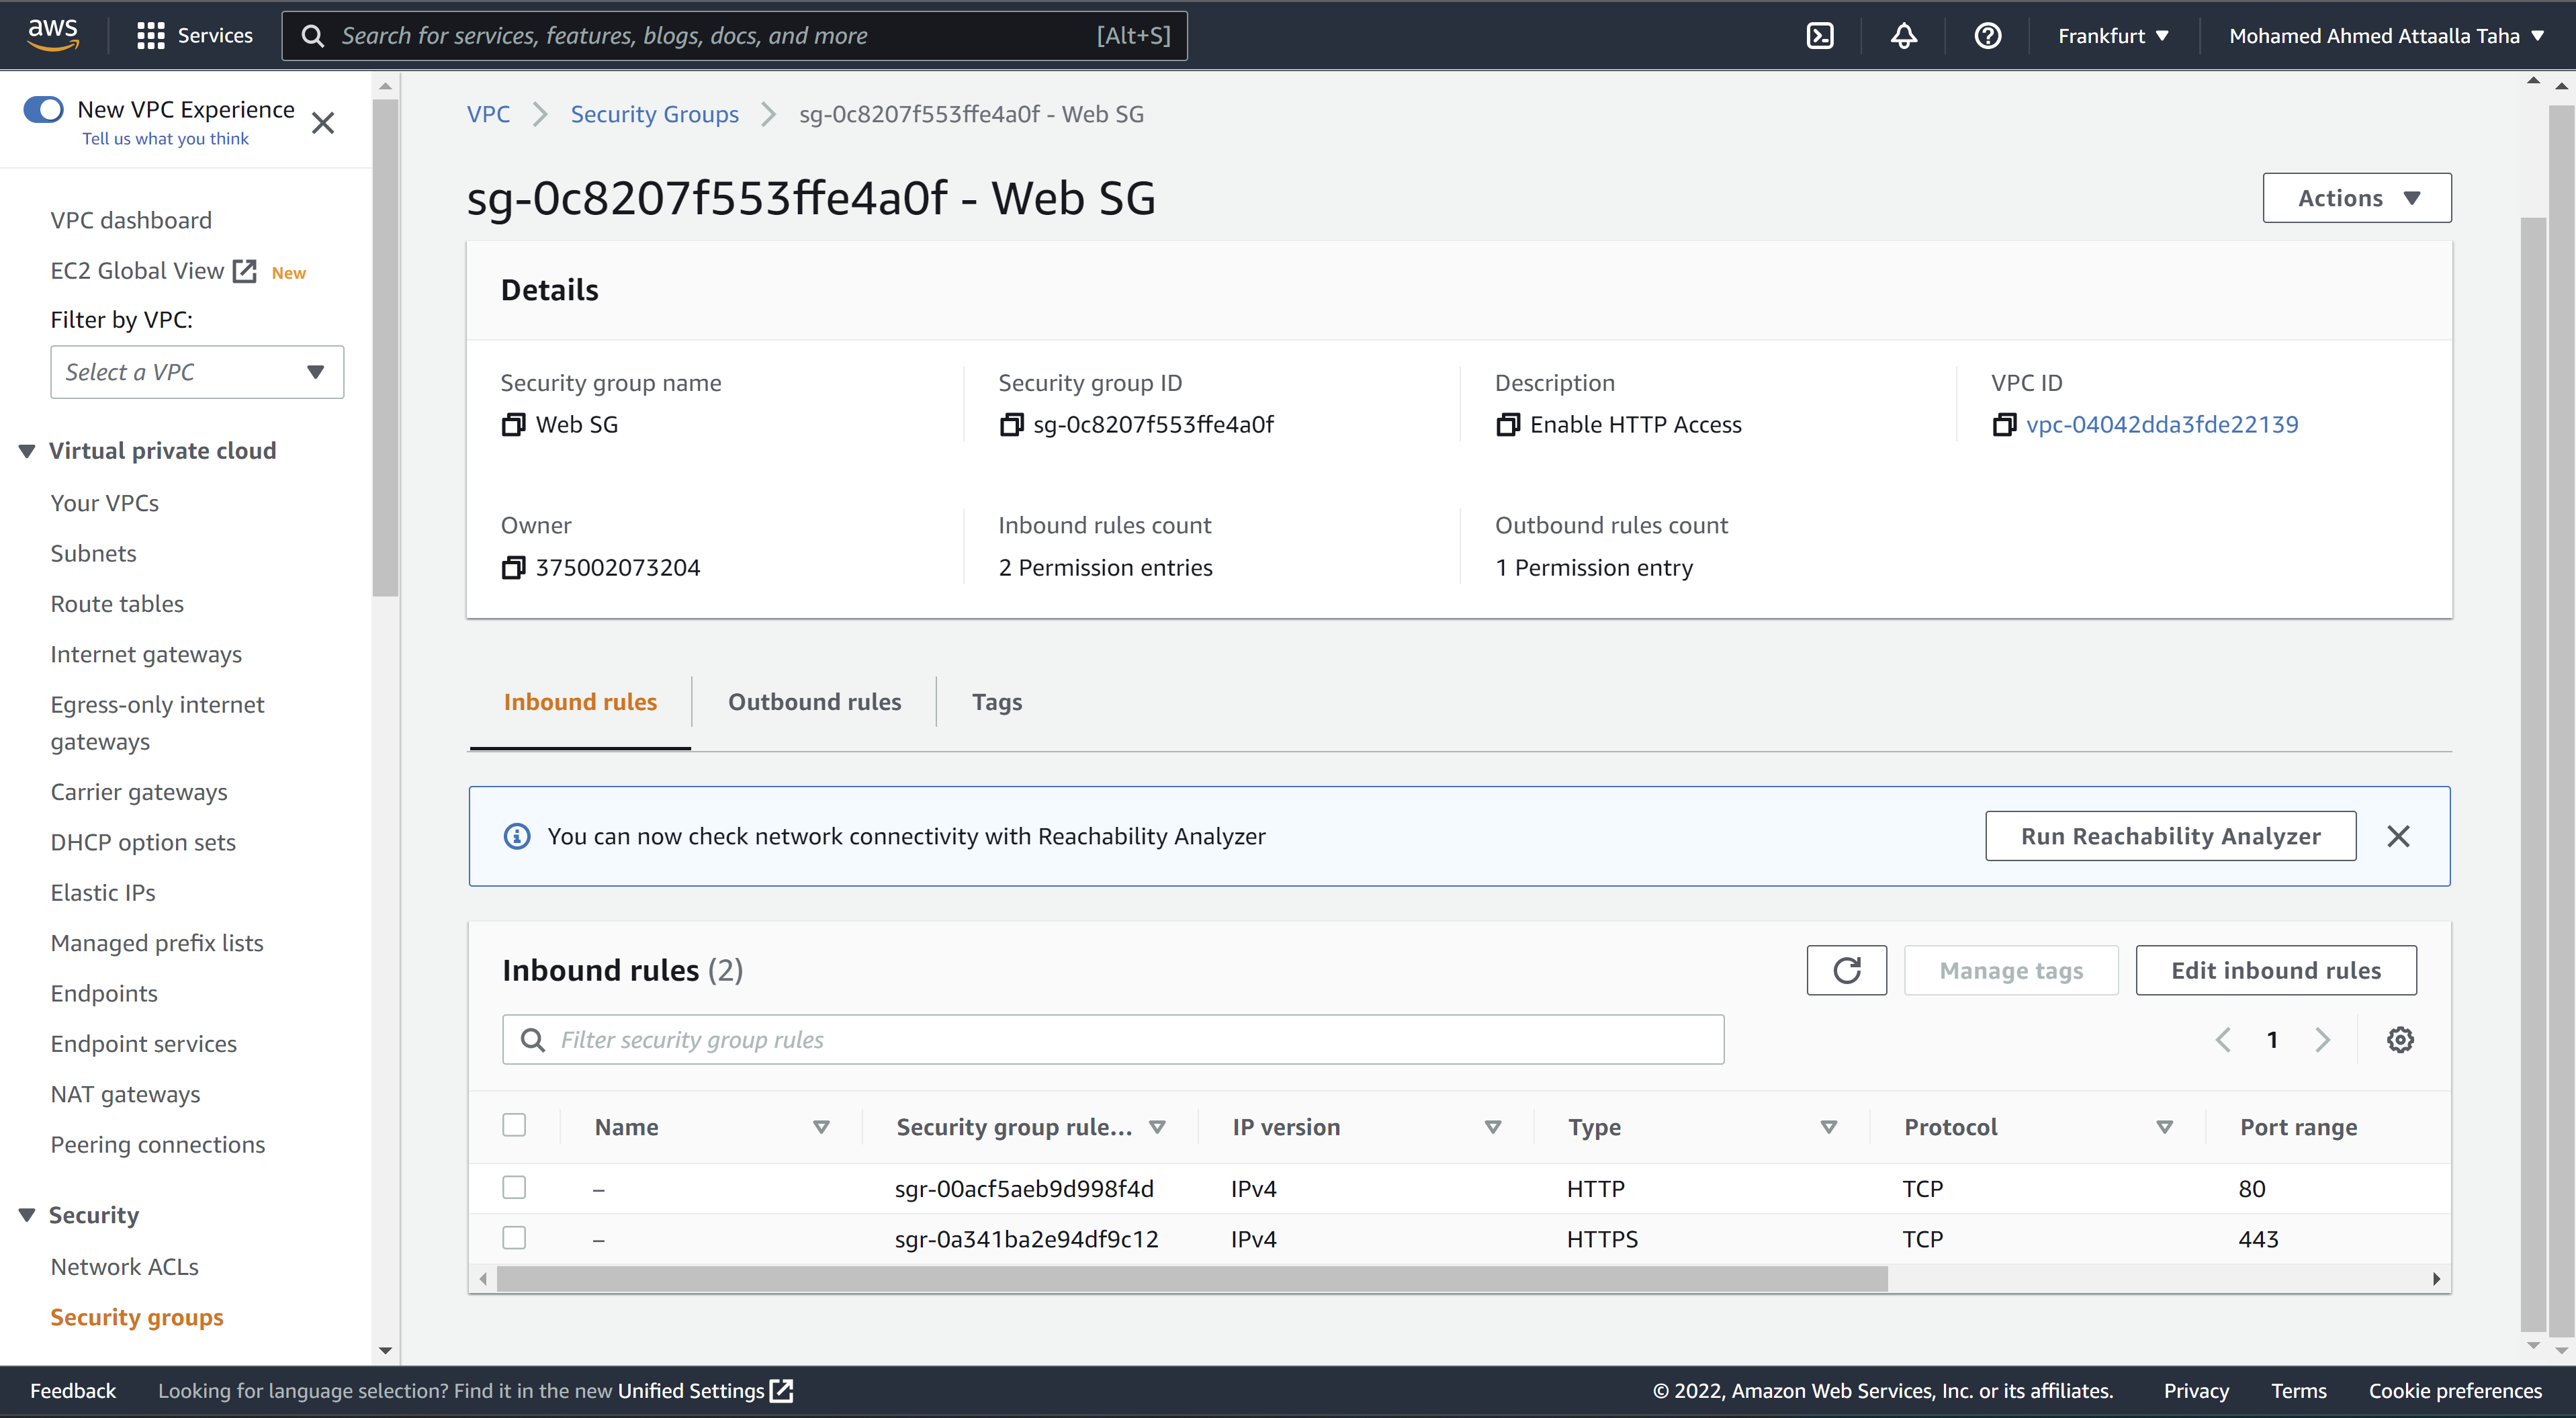 aws
Services
Search for services, features, blogs, docs, and more [Alt+S]
Frankfurt
Mohamed Ahmed Attaalla Taha
New VPC Experience
Tell us what you think
VPC dashboard
EC2 Global View New
Filter by VPC:
Select a VPC
Virtual private cloud
Your VPCs
Subnets
Route tables
Internet gateways
Egress-only internet
gateways
Carrier gateways
DHCP option sets
Elastic IPs
Managed prefix lists
Endpoints
Endpoint services
NAT gateways
Peering connections
Security
Network ACLs
Security groups
VPC > Security Groups > sg-0c8207f553ffe4a0f - Web SG
sg-0c8207f553ffe4a0f - Web SG
Actions
Details
Security group name
Web SG
Security group ID
sg-0c8207f553ffe4a0f
Description
Enable HTTP Access
VPC ID
vpc-04042dda3fde22139
Owner
375002073204
Inbound rules count
2 Permission entries
Outbound rules count
1 Permission entry
Inbound rules
Outbound rules
Tags
You can now check network connectivity with Reachability Analyzer
Run Reachability Analyzer
Inbound rules (2)
Manage tags
Edit inbound rules
Filter security group rules
1
Name Security group rule... IP version Type Protocol Port range
– sgr-00acf5aeb9d998f4d IPv4 HTTP TCP 80
– sgr-0a341ba2e94df9c12 IPv4 HTTPS TCP 443
Feedback
Looking for language selection? Find it in the new Unified Settings
© 2022, Amazon Web Services, Inc. or its affiliates.
Privacy
Terms
Cookie preferences